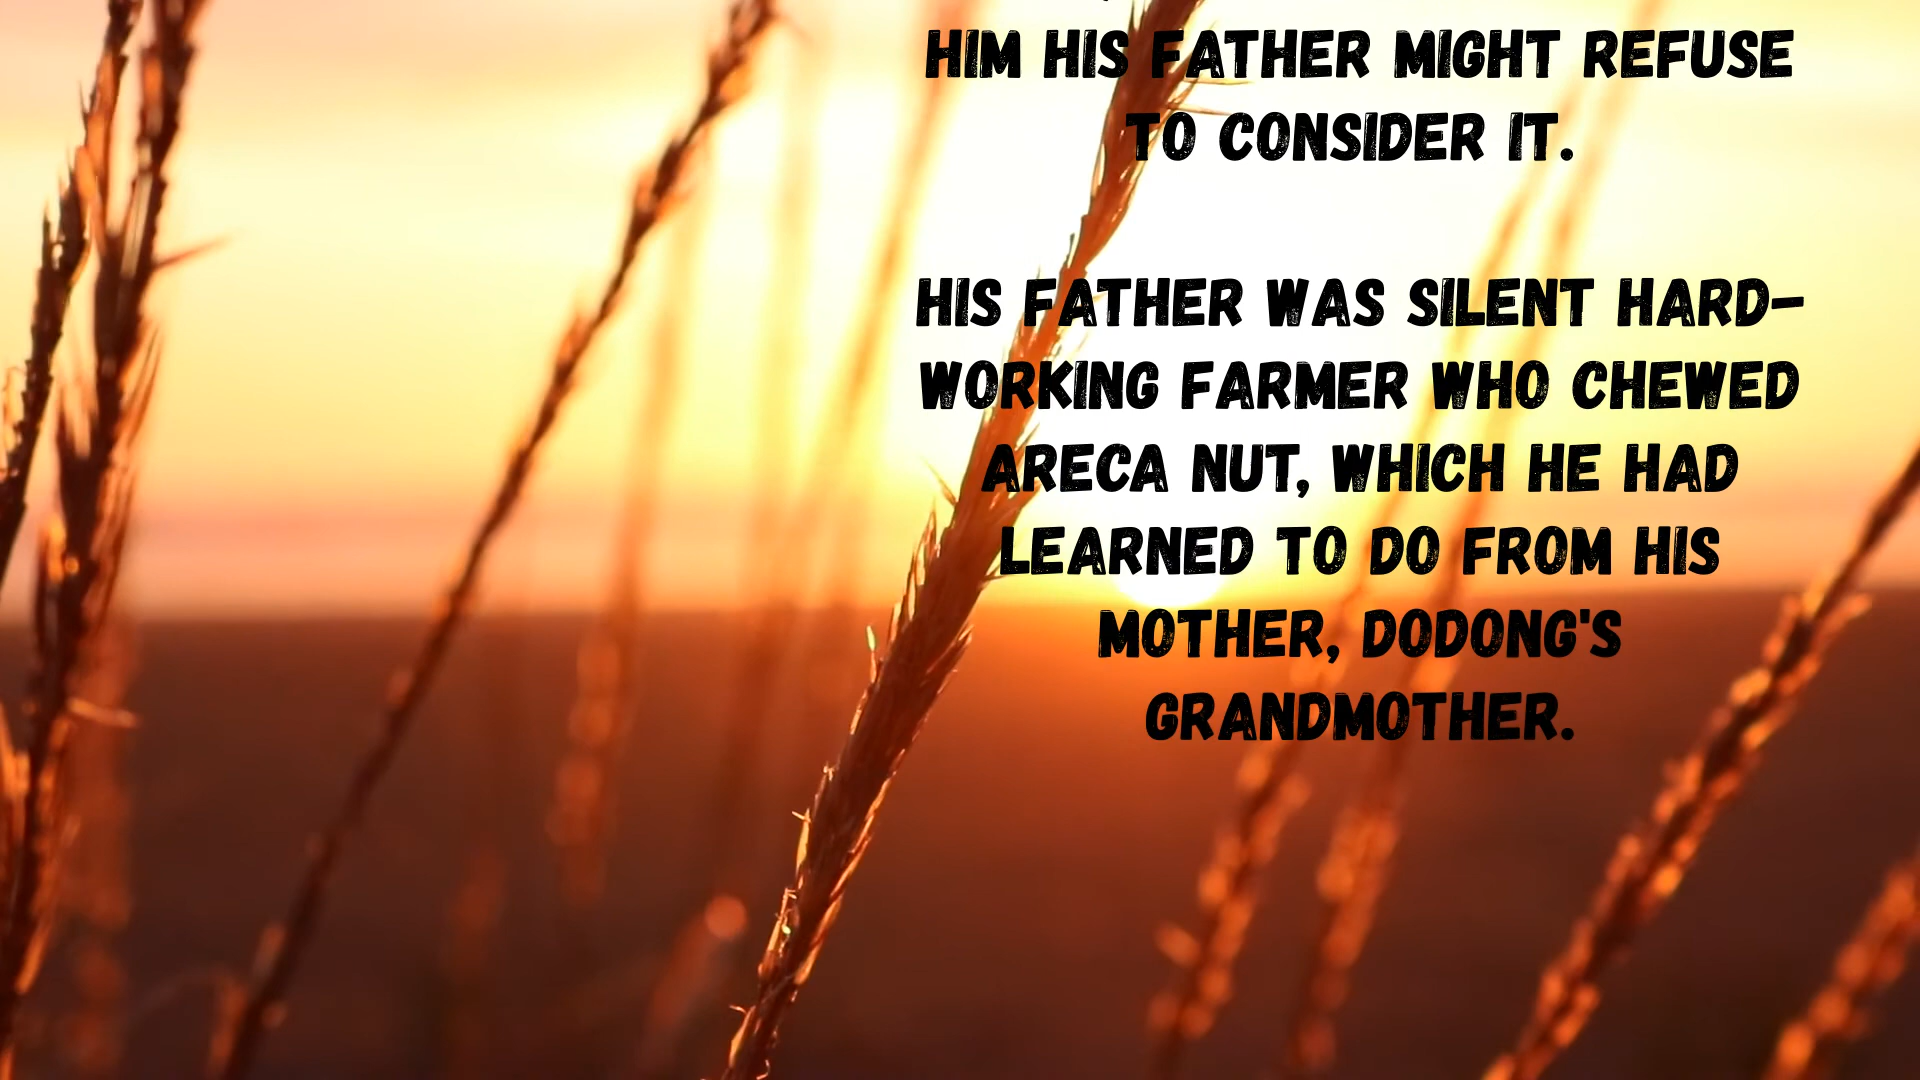 HIM HIS FATHER MIGHT REFUSE
TO CONSIDER IT.
HIS FATHER WAS SILENT HARD-
WORKING FARMER WHO CHEWED
ARECA NUT, WHICH HE HAD
LEARNED TO DO FROM HIS
MOTHER, DODONG'S
GRANDMOTHER.